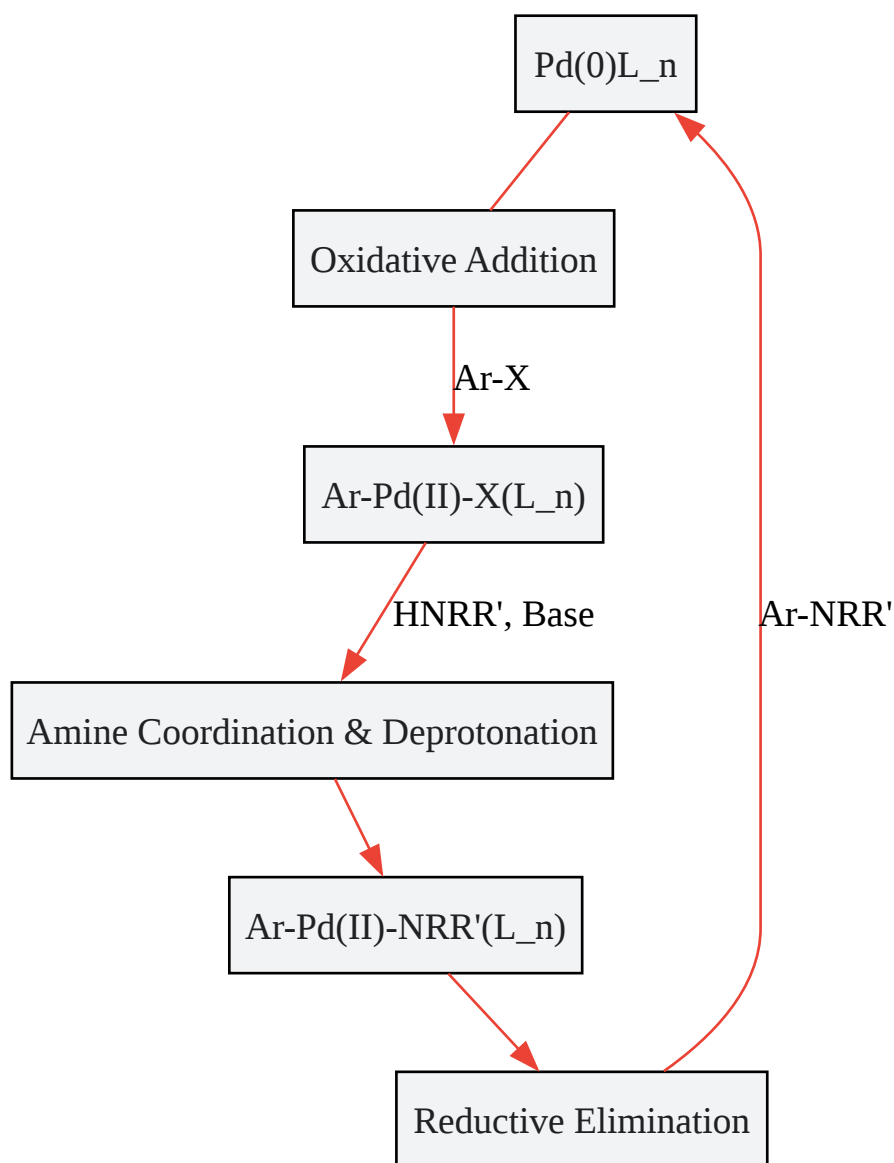 Pd(0)L_n
Oxidative Addition
Ar-X
Ar-Pd(II)-X(L_n)
HNRR', Base
Ar-NRR'
Amine Coordination & Deprotonation
Ar-Pd(II)-NRR'(L_n)
Reductive Elimination